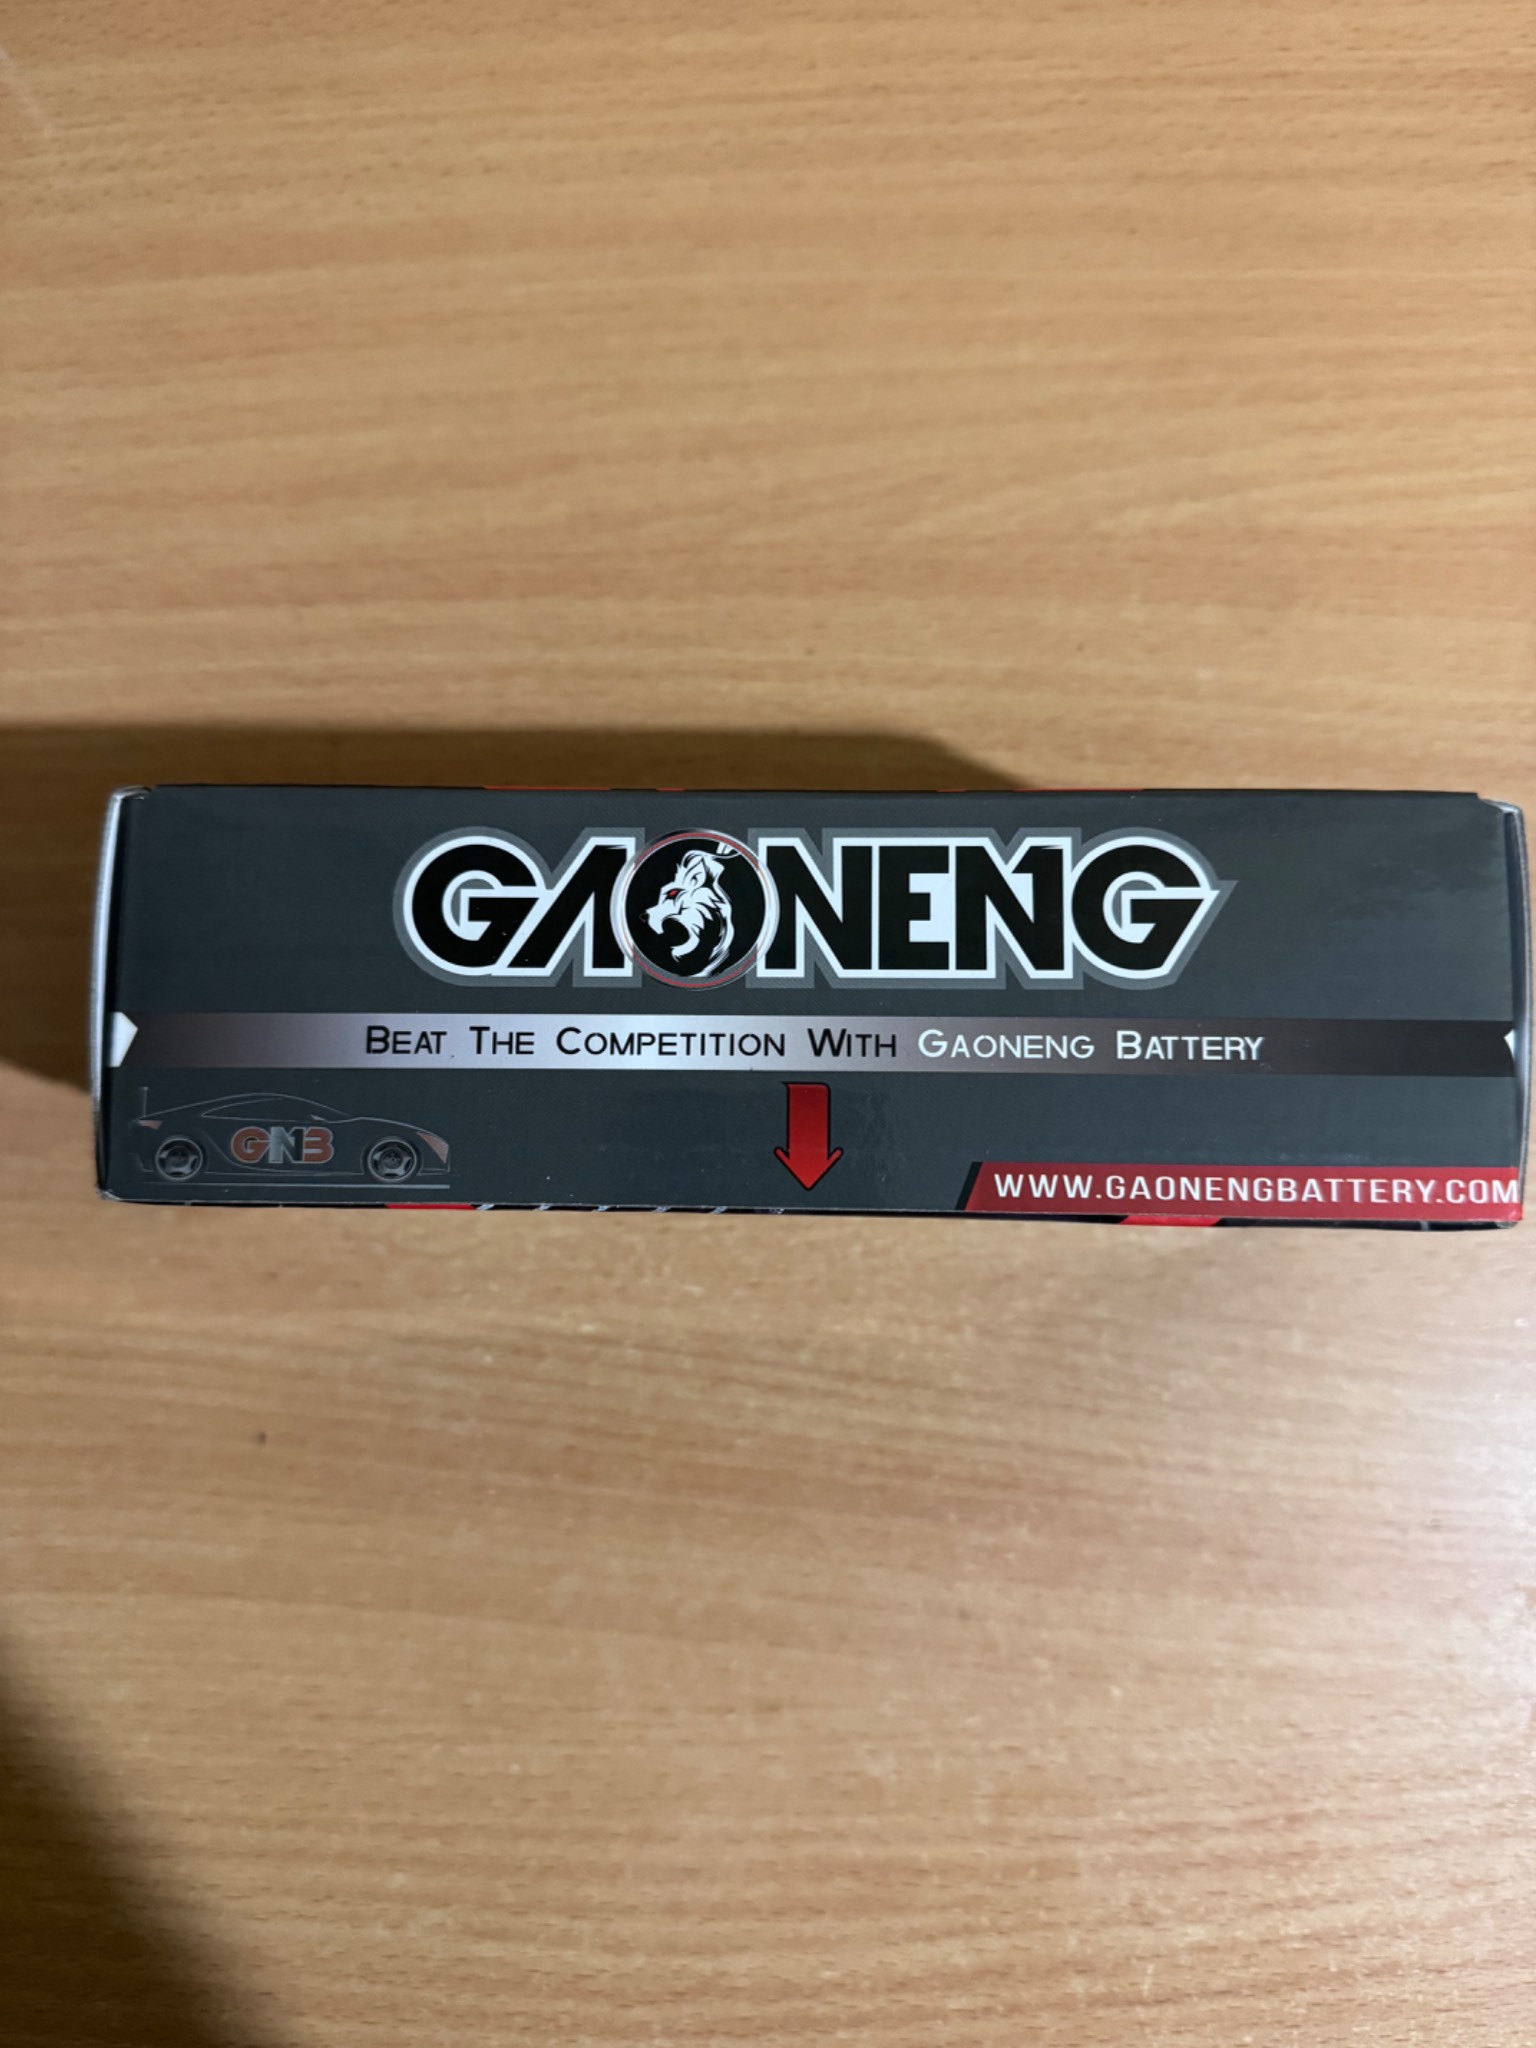 GAONENG
BEAT THE COMPETITION WITH GAONENG BATTERY
GNB
WWW.GAONENGBATTERY.COM